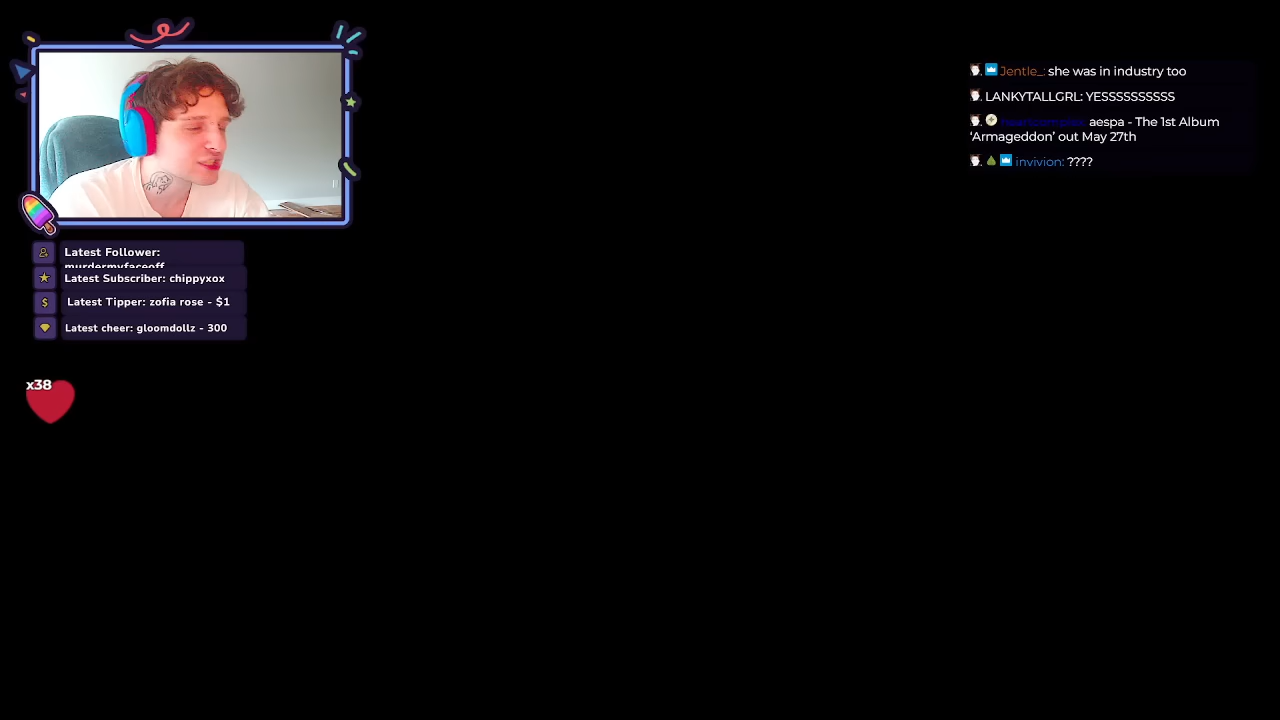 Jentle_: she was in industry too
LANKYTALLGRL: YESSSSSSSSSS
aespa - The 1st Album
‘Armageddon’ out May 27th
invivion: ????
Latest Follower:
murdermyfaceoff
Latest Subscriber: chippyxox
Latest Tipper: zofia rose - $1
Latest cheer: gloomdollz - 300
x38